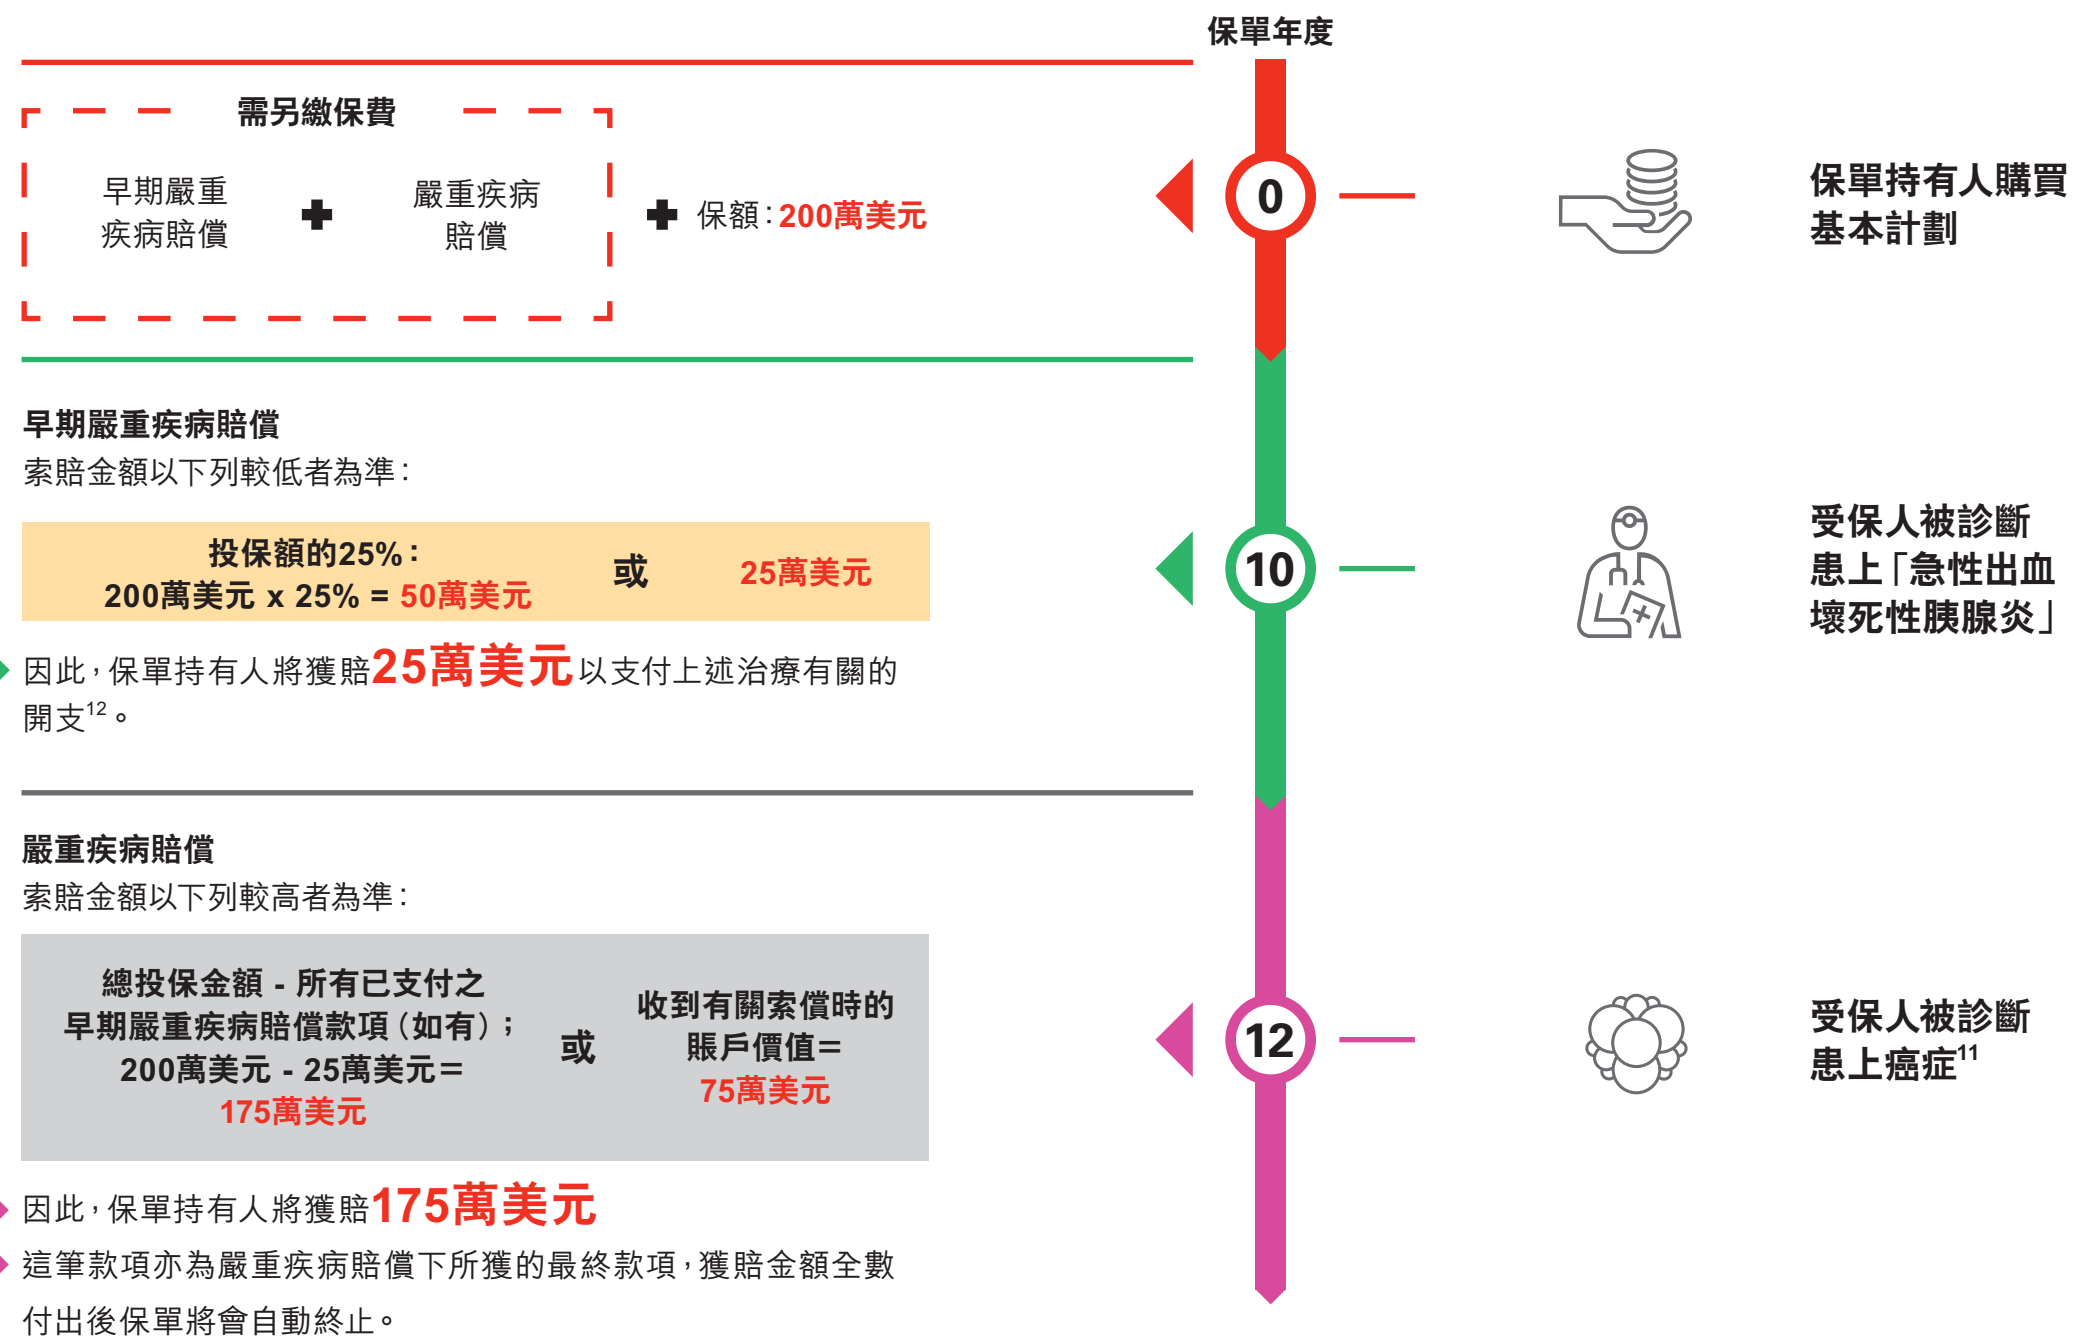 保單年度
需另繳保費
早期嚴重
疾病賠償
嚴重疾病
賠償
保額：200萬美元
0
保單持有人購買
基本計劃
早期嚴重疾病賠償
索賠金額以下列較低者為準：
投保額的25%：
200萬美元 x 25% = 50萬美元
或
25萬美元
因此，保單持有人將獲賠25萬美元以支付上述治療有關的
開支12。
10
受保人被診斷
患上「急性出血
壞死性胰腺炎」
嚴重疾病賠償
索賠金額以下列較高者為準：
總投保金額 - 所有已支付之
早期嚴重疾病賠償款項（如有）；
200萬美元 - 25萬美元＝
175萬美元
或
收到有關索償時的
賬戶價值＝
75萬美元
12
受保人被診斷
患上癌症11
因此，保單持有人將獲賠175萬美元
這筆款項亦為嚴重疾病賠償下所獲的最終款項，獲賠金額全數
付出後保單將會自動終止。